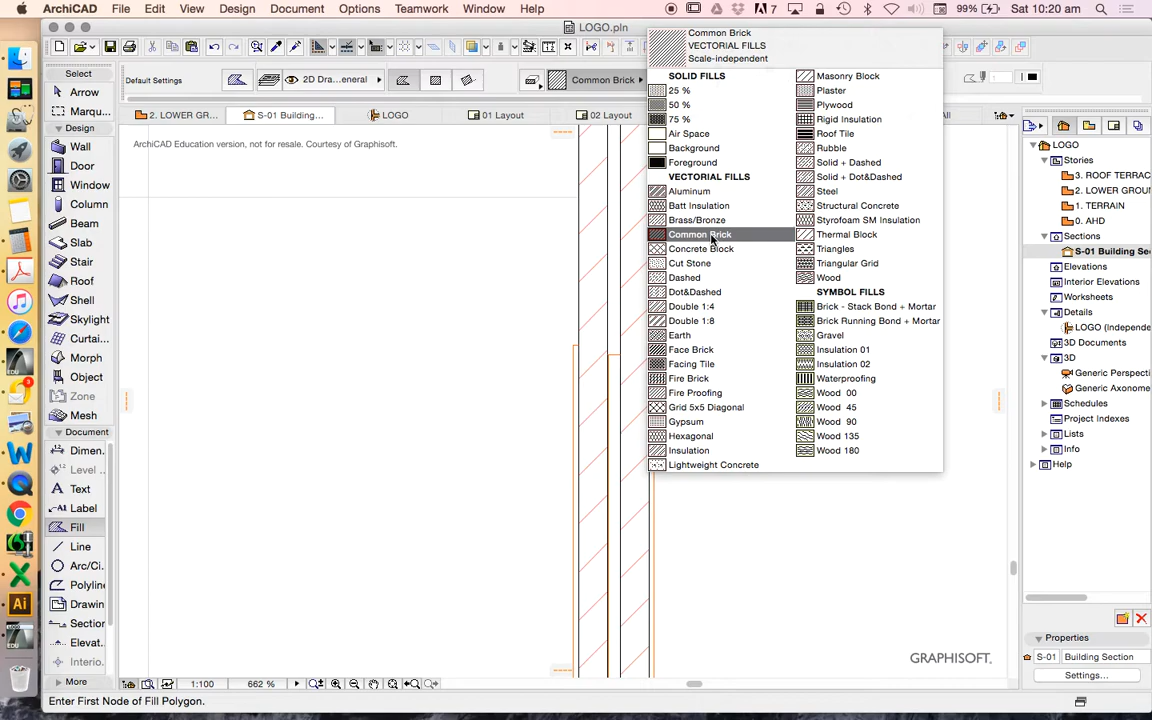 ArchiCAD File Edit View Design Document Options Teamwork Window Help
7 99% Sat 10:20 am
LOGO.pln
Common Brick
VECTORIAL FILLS
Scale-independent
Select
Default Settings
2D Dra...eneral
Common Brick
Arrow
Marqu...
2. LOWER GR...
S-01 Building...
LOGO
01 Layout
02 Layout
All
Design
Wall
Door
Window
Column
Beam
Slab
Stair
Roof
Shell
Skylight
Curtai...
Morph
Object
Zone
Mesh
Document
Dimen...
Level ...
Text
Label
Fill
Line
Arc/Ci...
Polyline
Drawin
Section
Elevat...
Interio...
More
ArchiCAD Education version, not for resale. Courtesy of Graphisoft.
SOLID FILLS
25 %
50 %
75 %
Air Space
Background
Foreground
VECTORIAL FILLS
Aluminum
Batt Insulation
Brass/Bronze
Common Brick
Concrete Block
Cut Stone
Dashed
Dot&Dashed
Double 1:4
Double 1:8
Earth
Face Brick
Facing Tile
Fire Brick
Fire Proofing
Grid 5x5 Diagonal
Gypsum
Hexagonal
Insulation
Lightweight Concrete
Masonry Block
Plaster
Plywood
Rigid Insulation
Roof Tile
Rubble
Solid + Dashed
Solid + Dot&Dashed
Steel
Structural Concrete
Styrofoam SM Insulation
Thermal Block
Triangles
Triangular Grid
Wood
SYMBOL FILLS
Brick - Stack Bond + Mortar
Brick Running Bond + Mortar
Gravel
Insulation 01
Insulation 02
Waterproofing
Wood 00
Wood 45
Wood 90
Wood 135
Wood 180
LOGO
Stories
3. ROOF TERRAC
2. LOWER GROUN
1. TERRAIN
0. AHD
Sections
S-01 Building Se
Elevations
Interior Elevations
Worksheets
Details
LOGO (Independe
3D Documents
3D
Generic Perspecti
Generic Axonome
Schedules
Project Indexes
Lists
Info
Help
Properties
S-01 Building Section
Settings...
GRAPHISOFT.
1:100 662 %
Enter First Node of Fill Polygon.